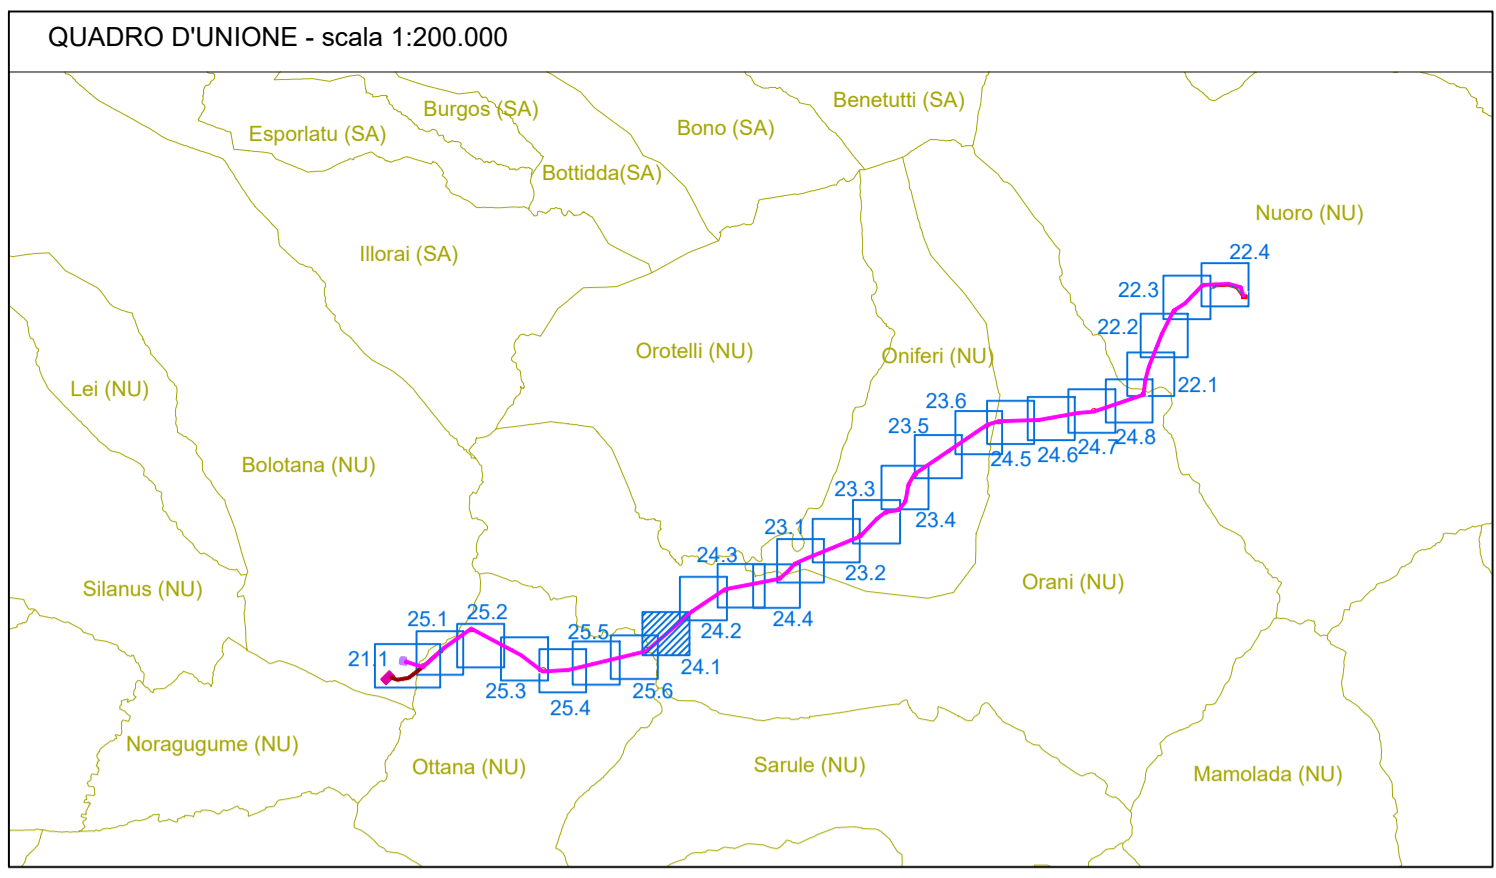 QUADRO D'UNIONE - scala 1:200.000
Benetutti (SA)
Burgos (SA)
Bono (SA)
Esporlatu (SA)
Bottidda(SA)
Nuoro (NU)
Illorai (SA)
22.4
22.3
22.2
Orotelli (NU)
Oniferi (NU)
Lei (NU)
22.1
23.6
23.5
24.8
24.7
24.6
24.5
Bolotana (NU)
23.3
23.4
23.1
24.3
23.2
Orani (NU)
Silanus (NU)
25.2
25.1
25.5
24.2
24.4
21.1
24.1
25.3
25.6
25.4
Noragugume (NU)
Ottana (NU)
Sarule (NU)
Mamolada (NU)